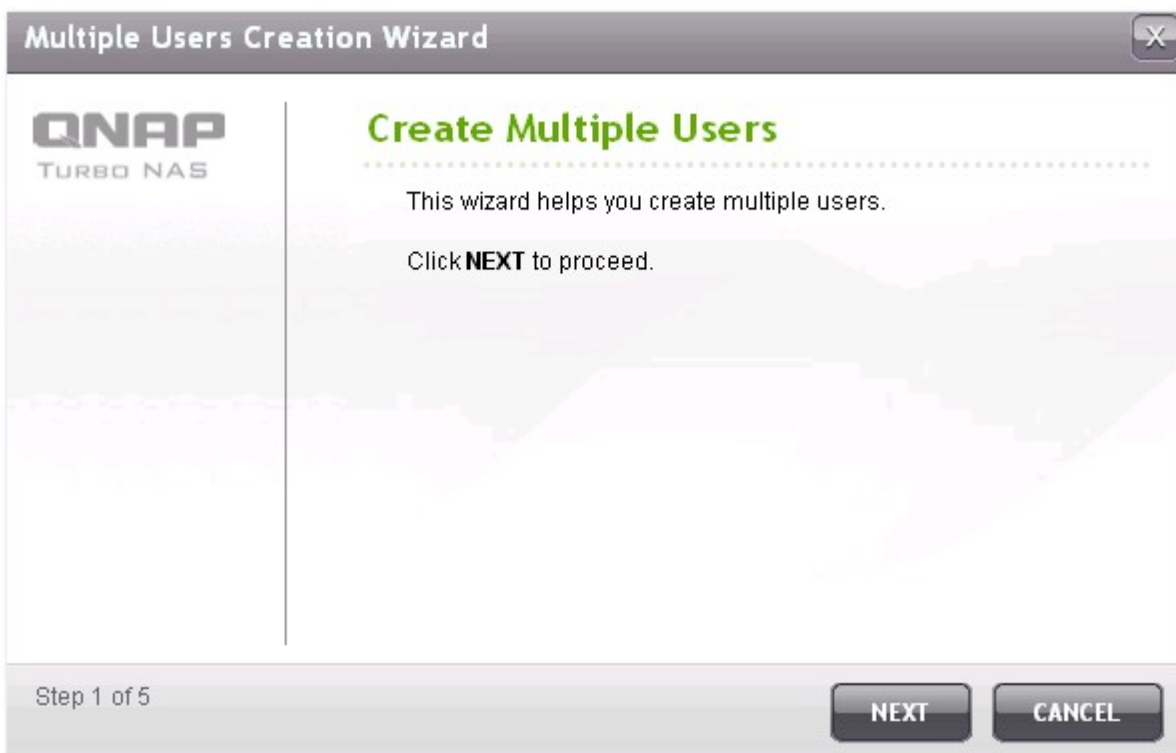 Multiple Users Creation Wizard
X
QNAP
TURBO NAS
Create Multiple Users
This wizard helps you create multiple users.
Click NEXT to proceed.
Step 1 of 5
NEXT
CANCEL